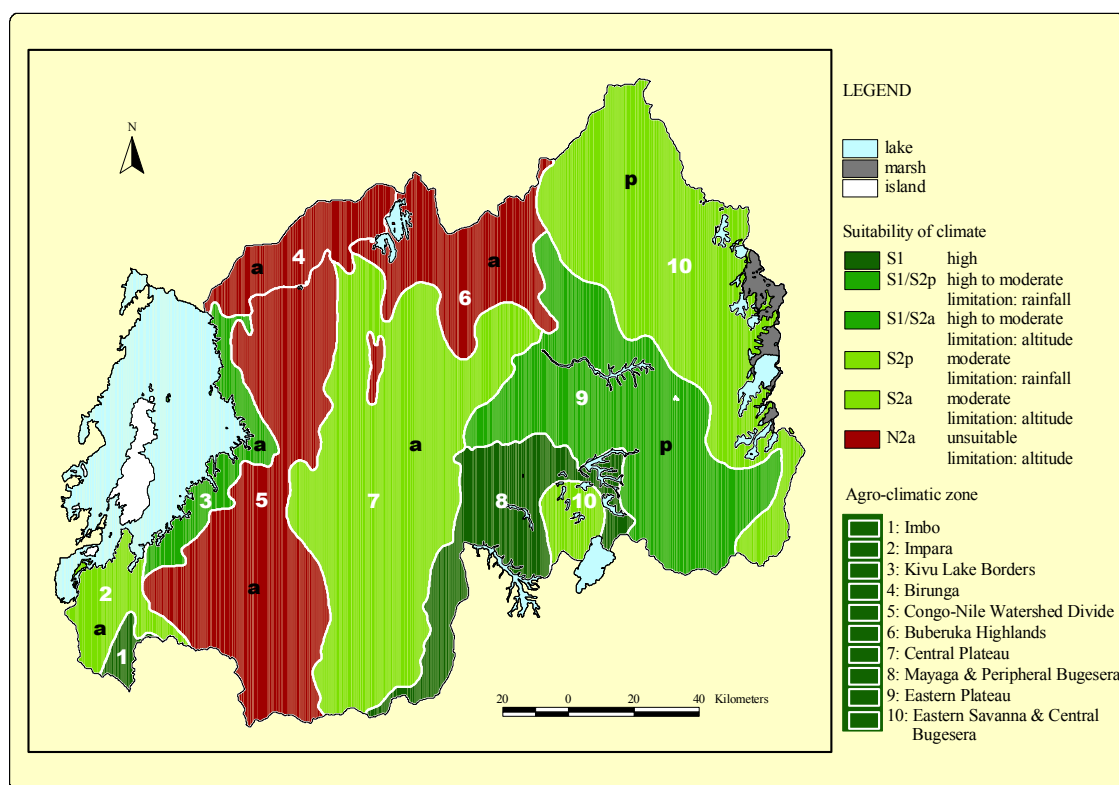 N
p
10
4
a
a
6
9
a
a
p
3
5
7
8
10
2
a
a
1
20 0 20 40 Kilometers
LEGEND
lake
marsh
island
Suitability of climate
S1 high
S1/S2p high to moderate
limitation: rainfall
S1/S2a high to moderate
limitation: altitude
S2p moderate
limitation: rainfall
S2a moderate
limitation: altitude
N2a unsuitable
limitation: altitude
Agro-climatic zone
1: Imbo
2: Impara
3: Kivu Lake Borders
4: Birunga
5: Congo-Nile Watershed Divide
6: Buberuka Highlands
7: Central Plateau
8: Mayaga & Peripheral Bugesera
9: Eastern Plateau
10: Eastern Savanna & Central
Bugesera